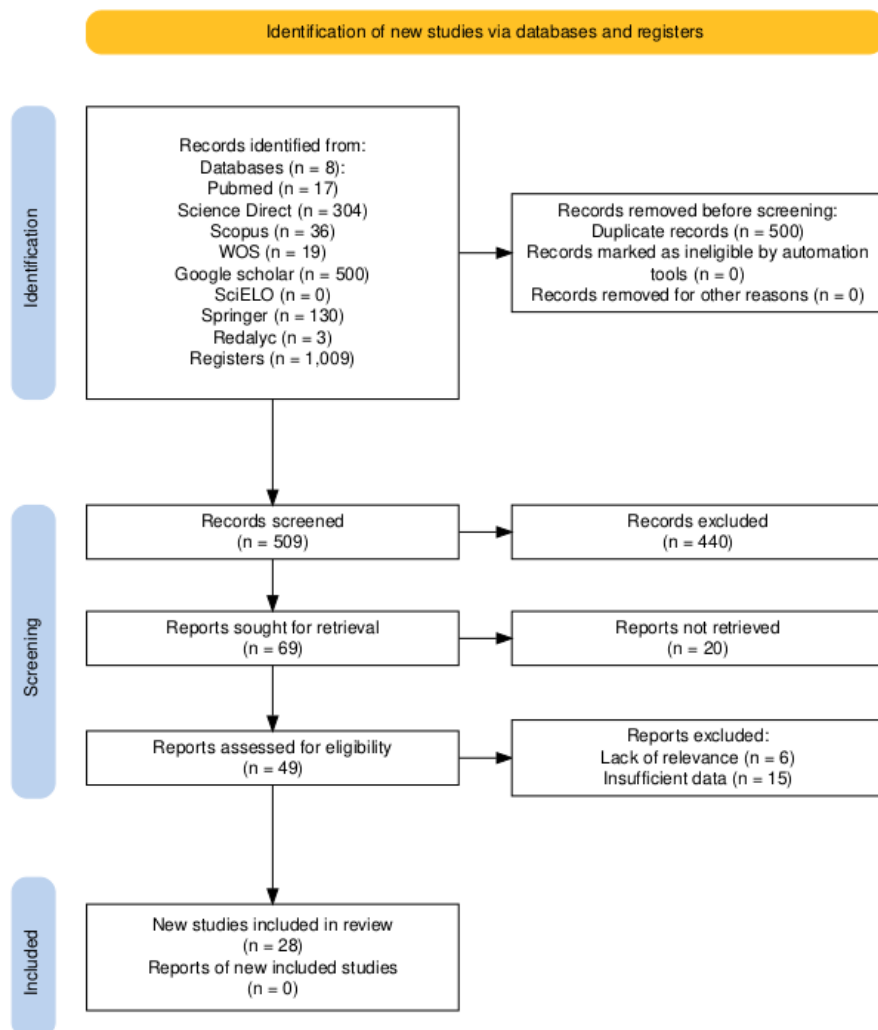 Identification of new studies via databases and registers
Identification
Records identified from:
Databases (n = 8):
Pubmed (n = 17)
Science Direct (n = 304)
Scopus (n = 36)
WOS (n = 19)
Google scholar (n = 500)
SciELO (n = 0)
Springer (n = 130)
Redalyc (n = 3)
Registers (n = 1,009)
Records removed before screening:
Duplicate records (n = 500)
Records marked as ineligible by automation
tools (n = 0)
Records removed for other reasons (n = 0)
Screening
Records screened
(n = 509)
Records excluded
(n = 440)
Reports sought for retrieval
(n = 69)
Reports not retrieved
(n = 20)
Reports assessed for eligibility
(n = 49)
Reports excluded:
Lack of relevance (n = 6)
Insufficient data (n = 15)
Included
New studies included in review
(n = 28)
Reports of new included studies
(n = 0)